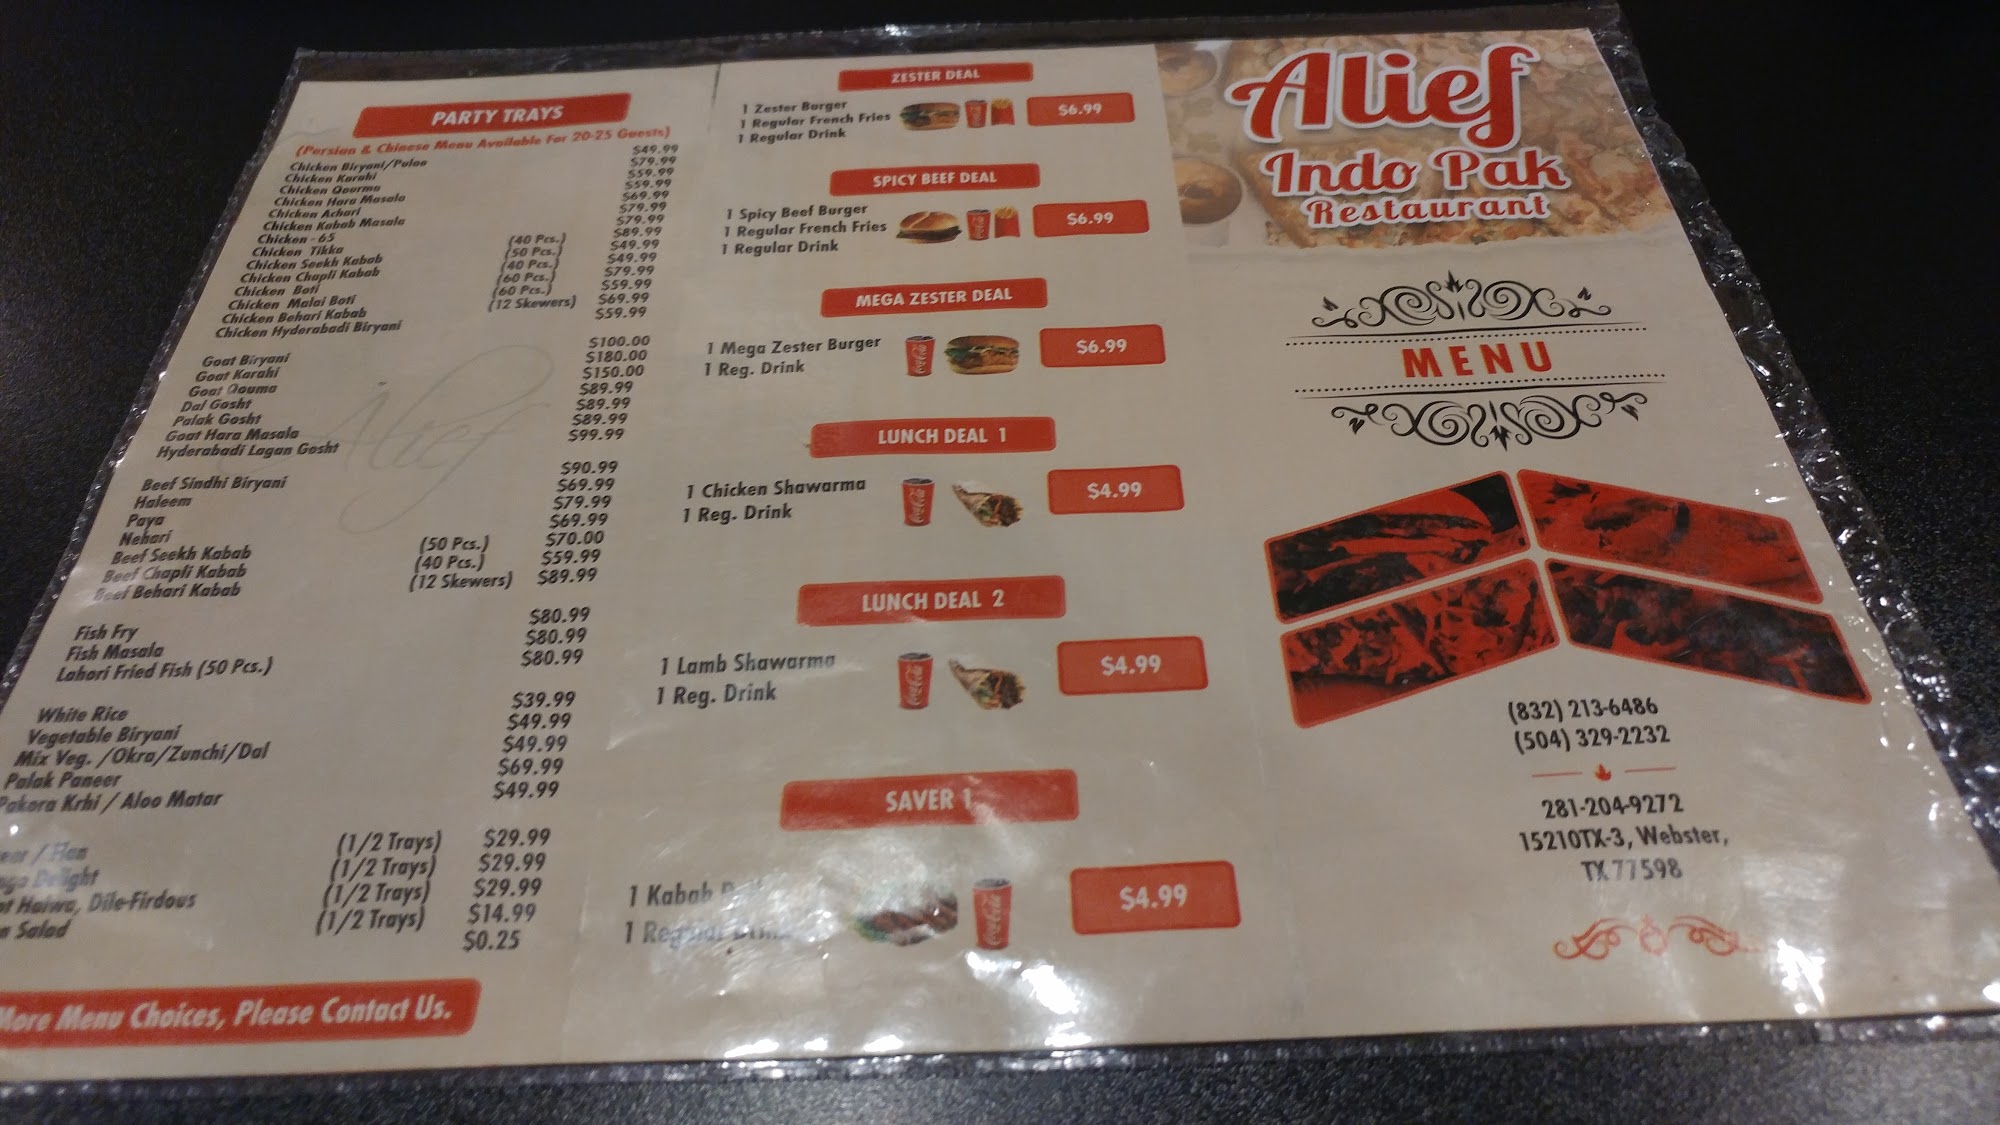 PARTY TRAYS
(Persian & Chinese Menu Available For 20-25 Guests)
Chicken Biryani/Pulao $49.99
Chicken Karahi $79.99
Chicken Qourma $59.99
Chicken Hara Masala $59.99
Chicken Achari $69.99
Chicken Kabab Masala $79.99
Chicken - 65 $79.99
Chicken Tikka (40 Pcs.) $89.99
Chicken Seekh Kabab (50 Pcs.) $49.99
Chicken Chapli Kabab (40 Pcs.) $49.99
Chicken Boti (60 Pcs.) $79.99
Chicken Malai Boti (60 Pcs.) $59.99
Chicken Behari Kabab (12 Skewers) $69.99
Chicken Hyderabadi Biryani $59.99
Goat Biryani $100.00
Goat Karahi $180.00
Goat Qouma $150.00
Dal Gosht $89.99
Palak Gosht $89.99
Goat Hara Masala $89.99
Hyderabadi Lagan Gosht $99.99
Beef Sindhi Biryani $90.99
Haleem $69.99
Paya $79.99
Nehari $69.99
Beef Seekh Kabab (50 Pcs.) $70.00
Beef Chapli Kabab (40 Pcs.) $59.99
Beef Behari Kabab (12 Skewers) $89.99
Fish Fry $80.99
Fish Masala $80.99
Lahori Fried Fish (50 Pcs.) $80.99
White Rice $39.99
Vegetable Biryani $49.99
Mix Veg. /Okra/Zunchi/Dal $49.99
Palak Paneer $69.99
Pakora Krhi / Aloo Matar $49.99
/ Flan (1/2 Trays) $29.99
Delight (1/2 Trays) $29.99
Halwa, Dile-Firdous (1/2 Trays) $29.99
Salad (1/2 Trays) $14.99
$0.25
More Menu Choices, Please Contact Us.
Alief
ZESTER DEAL
1 Zester Burger
1 Regular French Fries
1 Regular Drink
$6.99
SPICY BEEF DEAL
1 Spicy Beef Burger
1 Regular French Fries
1 Regular Drink
$6.99
MEGA ZESTER DEAL
1 Mega Zester Burger
1 Reg. Drink
$6.99
LUNCH DEAL 1
1 Chicken Shawarma
1 Reg. Drink
$4.99
LUNCH DEAL 2
1 Lamb Shawarma
1 Reg. Drink
$4.99
SAVER 1
1 Kabab
1 Regular Drink
$4.99
Alief
Indo Pak
Restaurant
MENU
(832) 213-6486
(504) 329-2232
281-204-9272
15210TX-3, Webster,
TX 77598